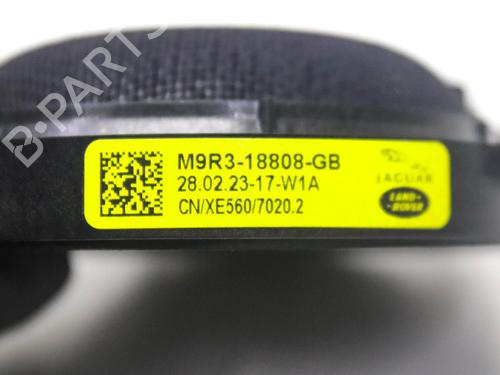 B-PARTS
M9R3-18808-GB
28.02.23-17-W1A
CN/XE560/7020.2
JAGUAR
LAND-
ROVER